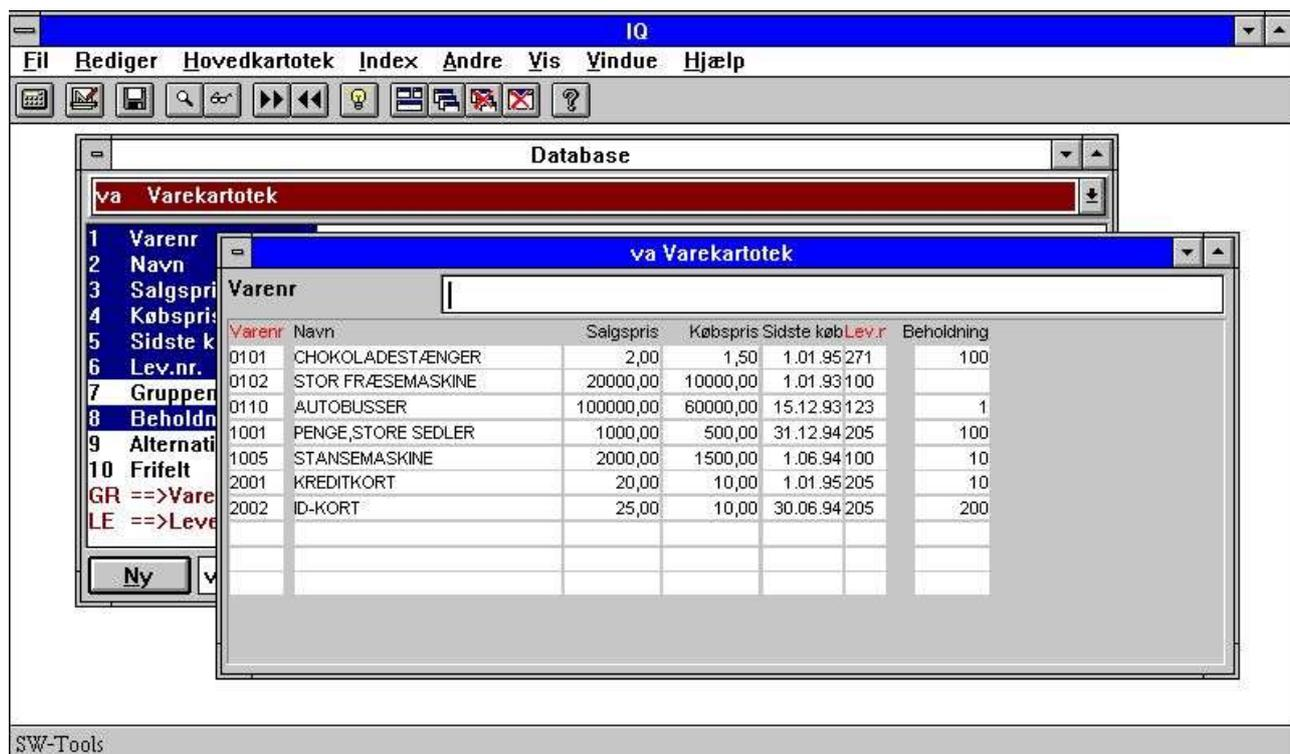 IQ
Fil Rediger Hovedkartotek Index Andre Vis Vindue Hjælp
Database
va Varekartotek
1 Varenr
2 Navn
3 Salgspri
4 Købspris
5 Sidste k
6 Lev.nr.
7 Gruppen
8 Beholdn
9 Alternati
10 Frifelt
GR ==>Vare
LE ==>Leve
Ny v
va Varekartotek
Varenr
Varenr Navn Salgspris Købspris Sidste køb Lev.r Beholdning
0101 CHOKOLADESTÆNGER 2,00 1,50 1.01.95 271 100
0102 STOR FRÆSEMASKINE 20000,00 10000,00 1.01.93 100
0110 AUTOBUSSER 100000,00 60000,00 15.12.93 123 1
1001 PENGE,STORE SEDLER 1000,00 500,00 31.12.94 205 100
1005 STANSEMASKINE 2000,00 1500,00 1.06.94 100 10
2001 KREDITKORT 20,00 10,00 1.01.95 205 10
2002 ID-KORT 25,00 10,00 30.06.94 205 200
SW-Tools